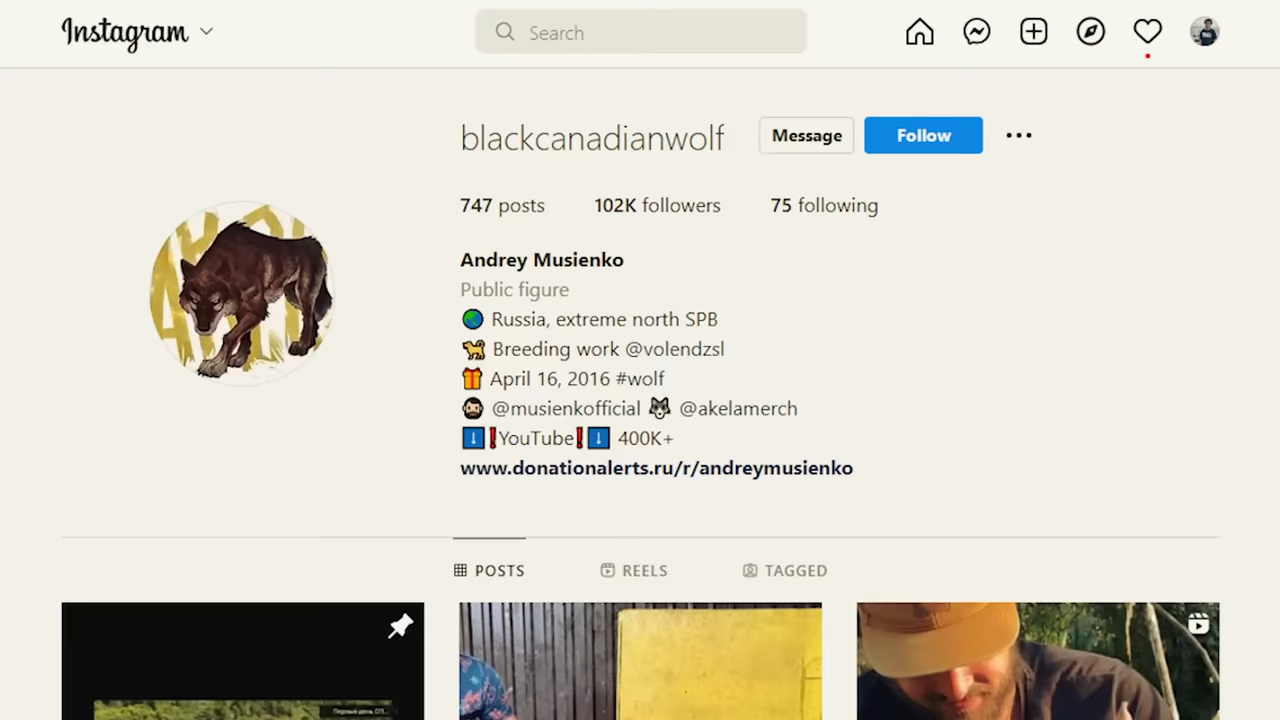 Instagram
Search
blackcanadianwolf
Message
Follow
747 posts
102K followers
75 following
Andrey Musienko
Public figure
Russia, extreme north SPB
Breeding work @volendzsl
April 16, 2016 #wolf
@musienkofficial @akelamerch
YouTube 400K+
www.donationalerts.ru/r/andreymusienko
POSTS
REELS
TAGGED